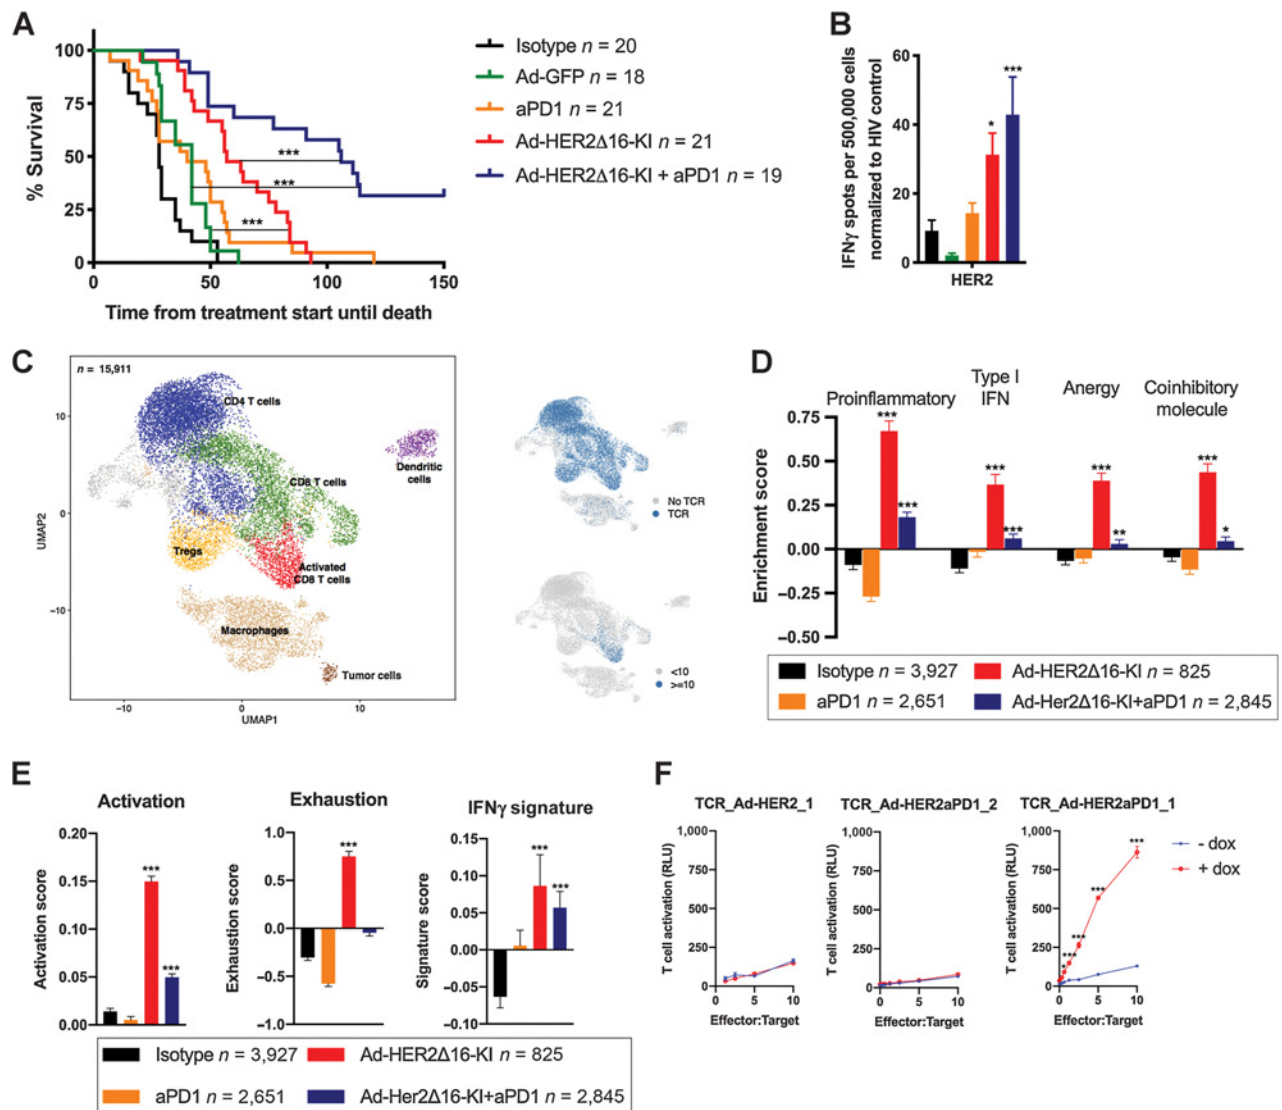 A
% Survival
100
75
50
25
0
0 50 100 150
Time from treatment start until death
***
***
***
Isotype n = 20
Ad-GFP n = 18
aPD1 n = 21
Ad-HER2Δ16-KI n = 21
Ad-HER2Δ16-KI + aPD1 n = 19
B
IFNγ spots per 500,000 cells
normalized to HIV control
60
40
20
0
*
***
HER2
C
n = 15,911
UMAP2
10
0
−10
−10 0 10
UMAP1
CD4 T cells
CD8 T cells
Dendritic
cells
Tregs
Activated
CD8 T cells
Macrophages
Tumor cells
No TCR
TCR
<10
>=10
D
Enrichment score
0.75
0.50
0.25
0.00
−0.25
−0.50
Proinflammatory
Type I
IFN
Anergy
Coinhibitory
molecule
***
***
***
***
***
**
***
*
Isotype n = 3,927
Ad-HER2Δ16-KI n = 825
aPD1 n = 2,651
Ad-Her2Δ16-KI+aPD1 n = 2,845
E
Activation
Activation score
0.20
0.15
0.10
0.05
0.00
***
***
Exhaustion
Exhaustion score
1.0
0.5
0.0
−0.5
−1.0
***
IFNγ signature
Signature score
0.15
0.10
0.05
0.00
−0.05
−0.10
***
***
Isotype n = 3,927
Ad-HER2Δ16-KI n = 825
aPD1 n = 2,651
Ad-Her2Δ16-KI+aPD1 n = 2,845
F
TCR_Ad-HER2_1
T cell activation (RLU)
1,000
750
500
250
0
0 5 10
Effector:Target
TCR_Ad-HER2aPD1_2
T cell activation (RLU)
1,000
750
500
250
0
0 5 10
Effector:Target
TCR_Ad-HER2aPD1_1
T cell activation (RLU)
1,000
750
500
250
0
0 5 10
Effector:Target
*
***
***
***
***
- dox
+ dox